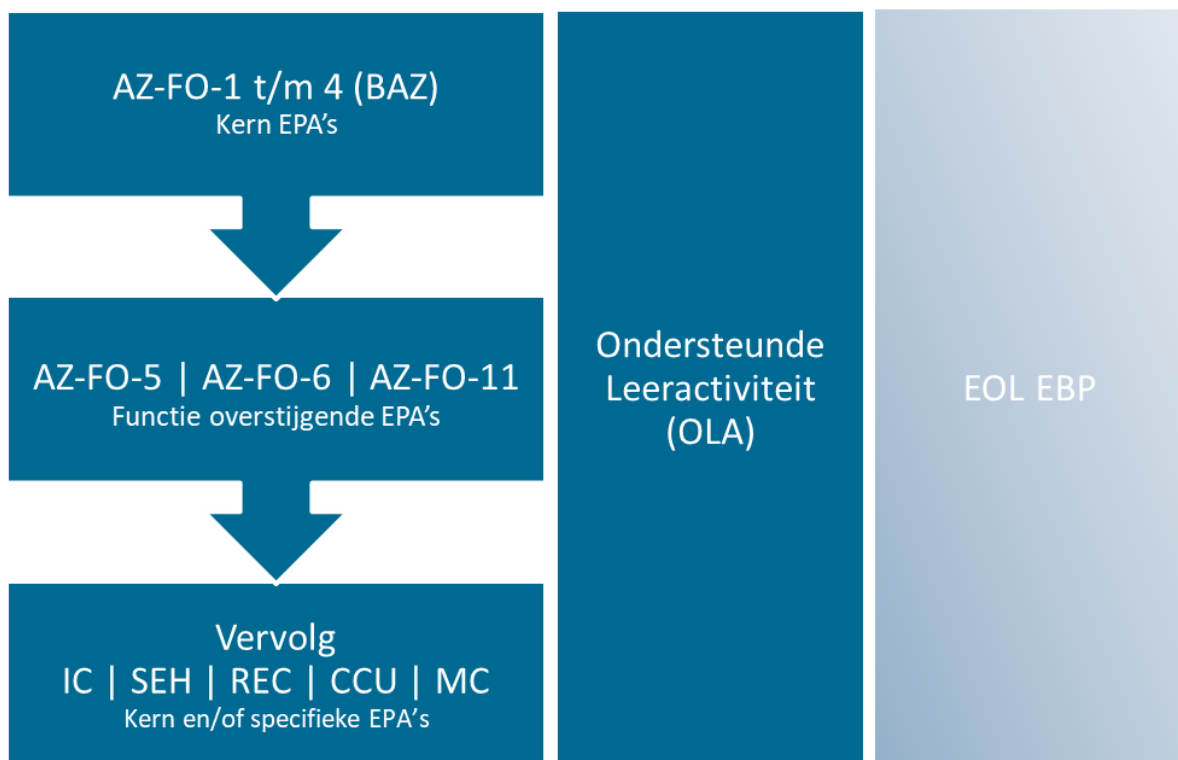 AZ-FO-1 t/m 4 (BAZ)
Kern EPA’s
AZ-FO-5 | AZ-FO-6 | AZ-FO-11
Functie overstijgende EPA’s
Vervolg
IC | SEH | REC | CCU | MC
Kern en/of specifieke EPA’s
Ondersteunde
Leeractiviteit
(OLA)
EOL EBP